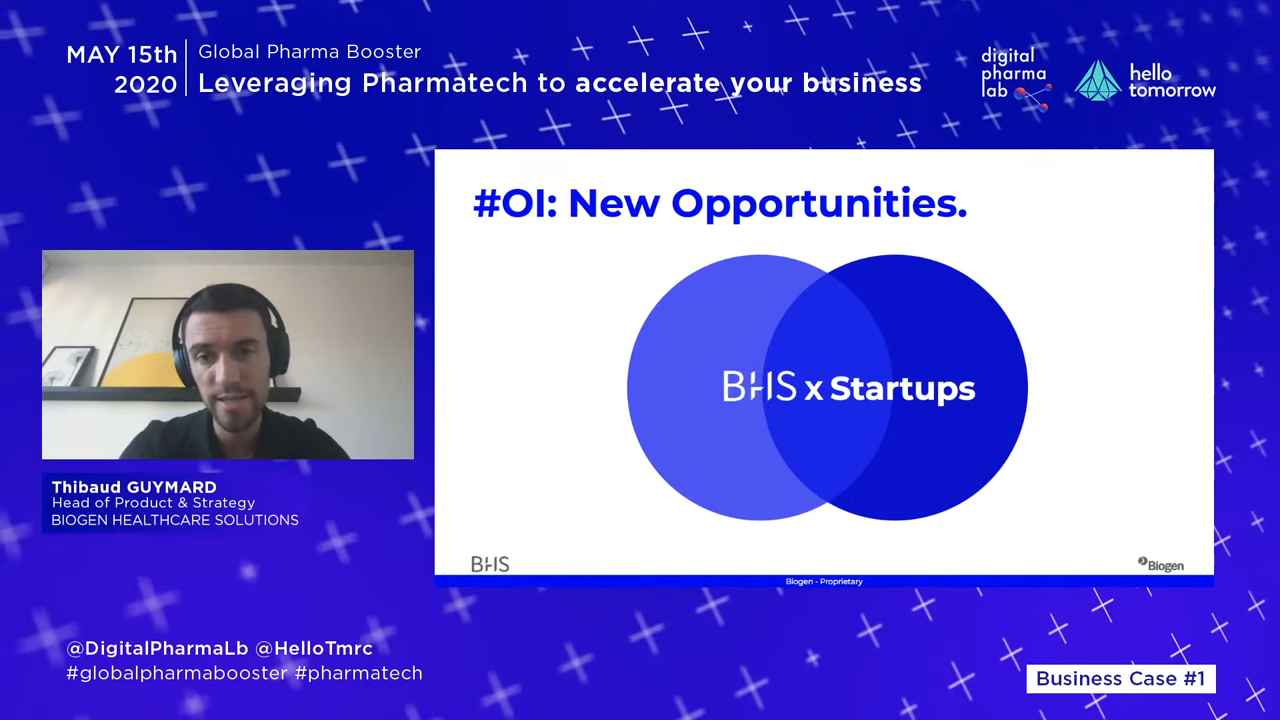 MAY 15th
2020
Global Pharma Booster
Leveraging Pharmatech to accelerate your business
digital
pharma
lab
hello
tomorrow
#OI: New Opportunities.
BHS x Startups
Thibaud GUYMARD
Head of Product & Strategy
BIOGEN HEALTHCARE SOLUTIONS
BHS
Biogen
Biogen - Proprietary
@DigitalPharmaLb @HelloTmrc
#globalpharmabooster #pharmatech
Business Case #1